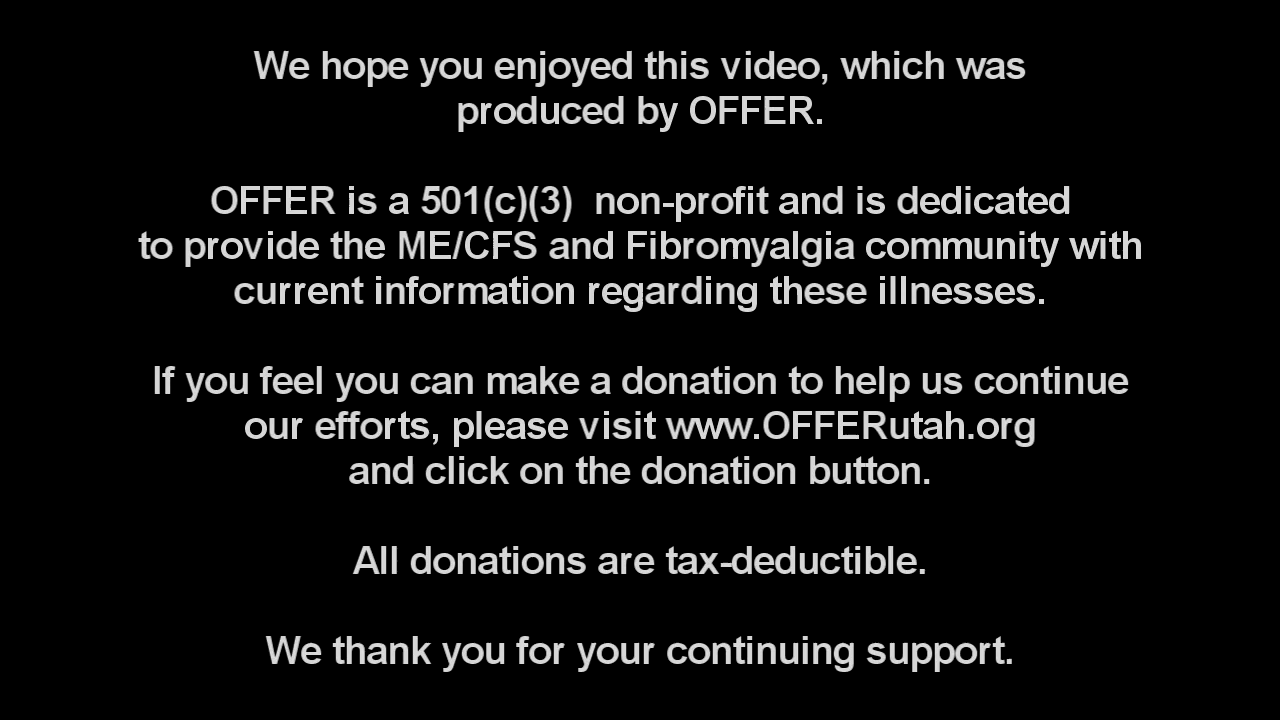 We hope you enjoyed this video, which was
produced by OFFER.
OFFER is a 501(c)(3)  non-profit and is dedicated
to provide the ME/CFS and Fibromyalgia community with
current information regarding these illnesses.
If you feel you can make a donation to help us continue
our efforts, please visit www.OFFERutah.org
and click on the donation button.
All donations are tax-deductible.
We thank you for your continuing support.